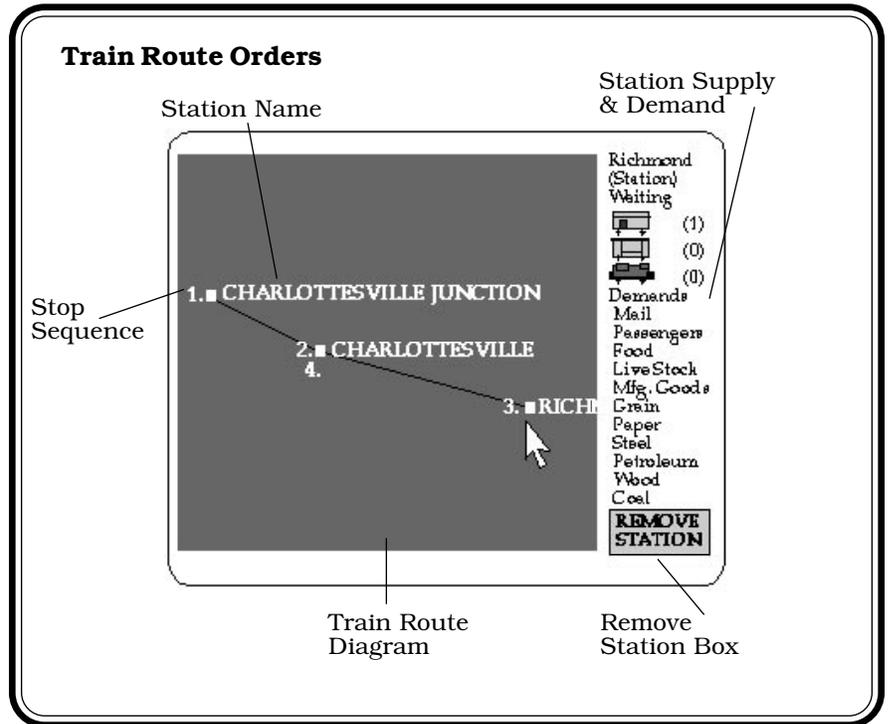 Train Route Orders
Station Supply
& Demand
Station Name
Richmond
(Station)
Waiting
(1)
(0)
(0)
Demands
Mail
Passengers
Food
LiveStock
Mfg. Goods
Grain
Paper
Steel
Petroleum
Wood
Coal
REMOVE
STATION
1. CHARLOTTESVILLE JUNCTION
Stop
Sequence
2. CHARLOTTESVILLE
4.
3. RICHM
Train Route
Diagram
Remove
Station Box